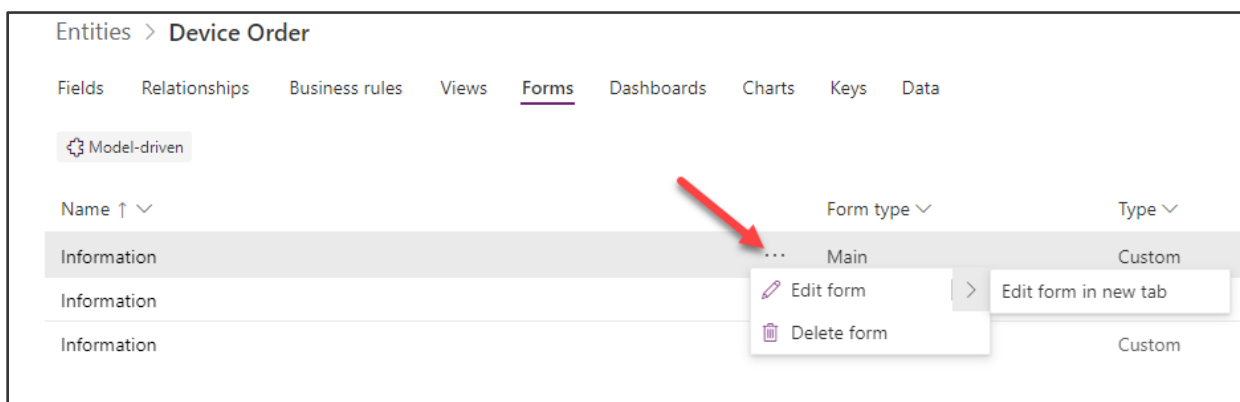 Entities > Device Order
Fields Relationships Business rules Views Forms Dashboards Charts Keys Data
Model-driven
Name ↑ Form type Type
Information ... Main Custom
Edit form > Edit form in new tab
Information
Delete form
Information Custom